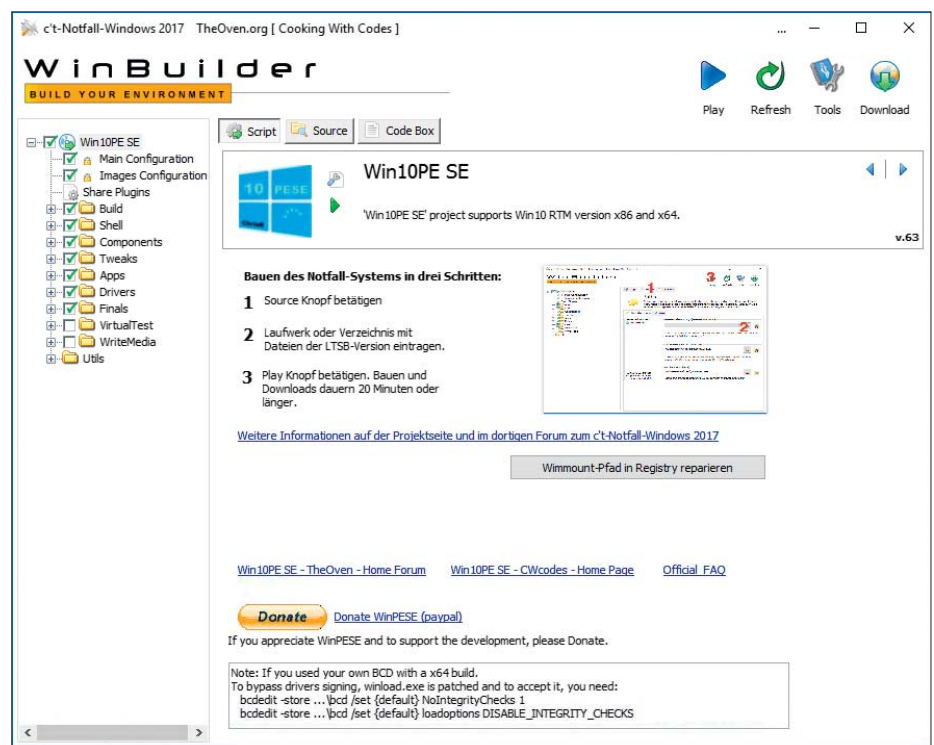 c't-Notfall-Windows 2017 TheOven.org [ Cooking With Codes ]
...
WinBuilder
BUILD YOUR ENVIRONMENT
Play
Refresh
Tools
Download
Script
Source
Code Box
Win10PE SE
Main Configuration
Images Configuration
Share Plugins
Build
Shell
Components
Tweaks
Apps
Drivers
Finals
VirtualTest
WriteMedia
Utils
10 PESE
Win10PE SE
'Win10PE SE' project supports Win10 RTM version x86 and x64.
v.63
Bauen des Notfall-Systems in drei Schritten:
1 Source Knopf betätigen
2 Laufwerk oder Verzeichnis mit
Dateien der LTSB-Version eintragen.
3 Play Knopf betätigen. Bauen und
Downloads dauern 20 Minuten oder
länger.
1
2
3
Weitere Informationen auf der Projektseite und im dortigen Forum zum c't-Notfall-Windows 2017
Wimmount-Pfad in Registry reparieren
Win10PE SE - TheOven - Home Forum
Win10PE SE - CWcodes - Home Page
Official FAQ
Donate
Donate WinPESE (paypal)
If you appreciate WinPESE and to support the development, please Donate.
Note: If you used your own BCD with a x64 build.
To bypass drivers signing, winload.exe is patched and to accept it, you need:
bcdedit -store ...\bcd /set {default} NoIntegrityChecks 1
bcdedit -store ...\bcd /set {default} loadoptions DISABLE_INTEGRITY_CHECKS